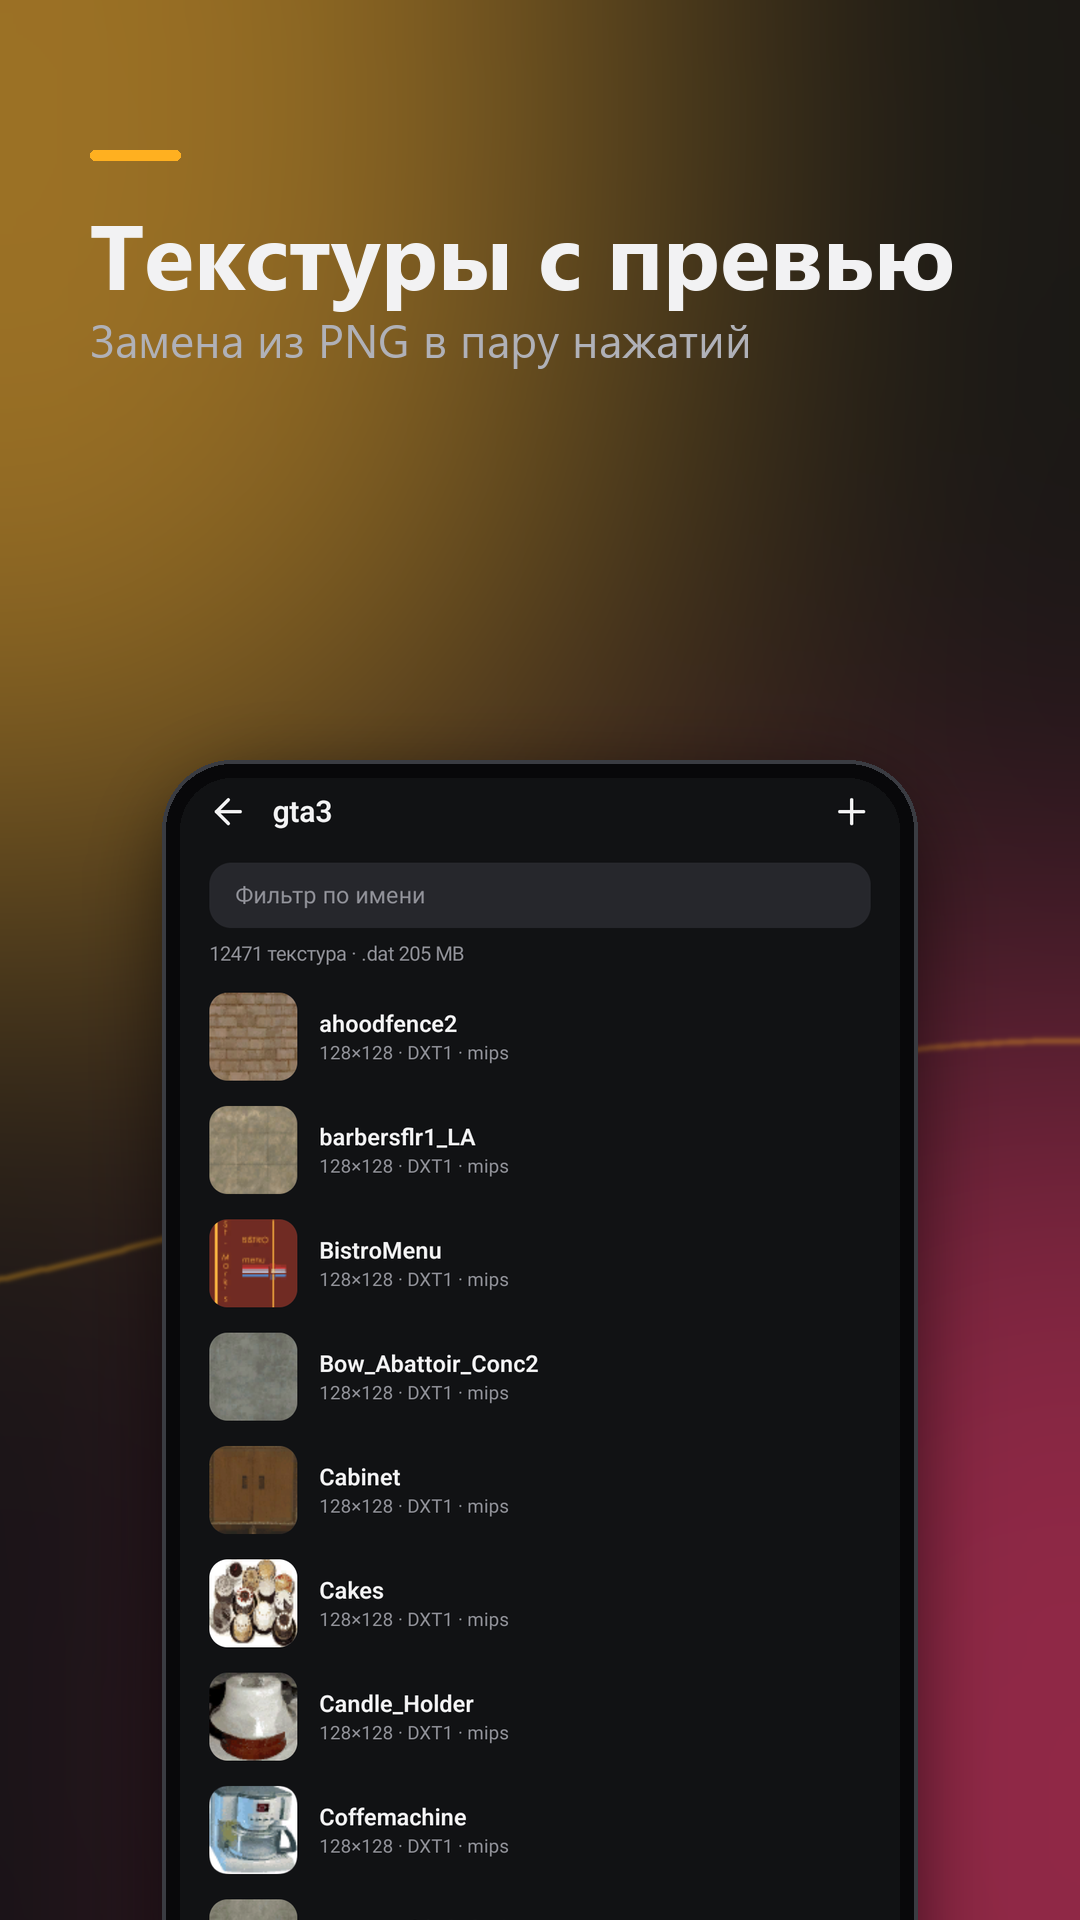 Текстуры с превью
Замена из PNG в пару нажатий
gta3
Фильтр по имени
12471 текстура · .dat 205 MB
ahoodfence2
128×128 · DXT1 · mips
barbersflr1_LA
128×128 · DXT1 · mips
BistroMenu
128×128 · DXT1 · mips
Bow_Abattoir_Conc2
128×128 · DXT1 · mips
Cabinet
128×128 · DXT1 · mips
Cakes
128×128 · DXT1 · mips
Candle_Holder
128×128 · DXT1 · mips
Coffemachine
128×128 · DXT1 · mips